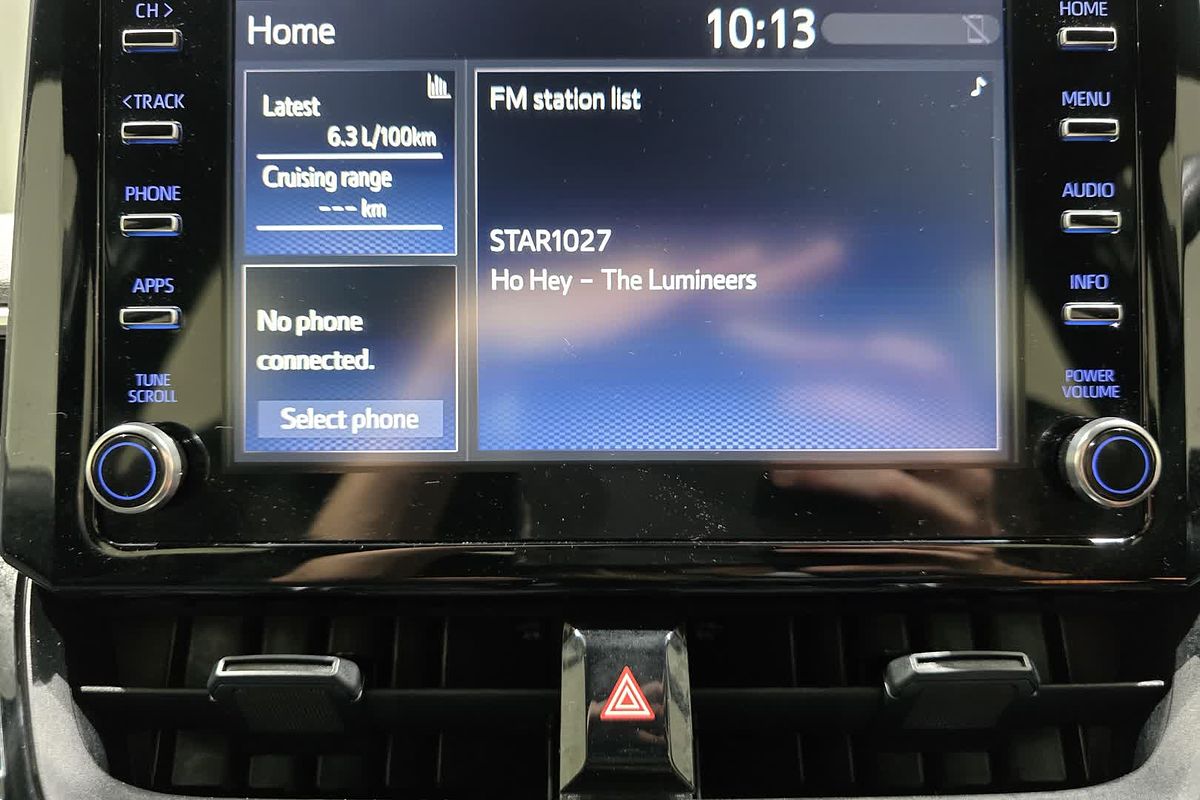 CH >
< TRACK
PHONE
APPS
TUNE
SCROLL
Home
10:13
Latest
6.3 L/100km
Cruising range
--- km
No phone
connected.
Select phone
FM station list
STAR1027
Ho Hey – The Lumineers
HOME
MENU
AUDIO
INFO
POWER
VOLUME